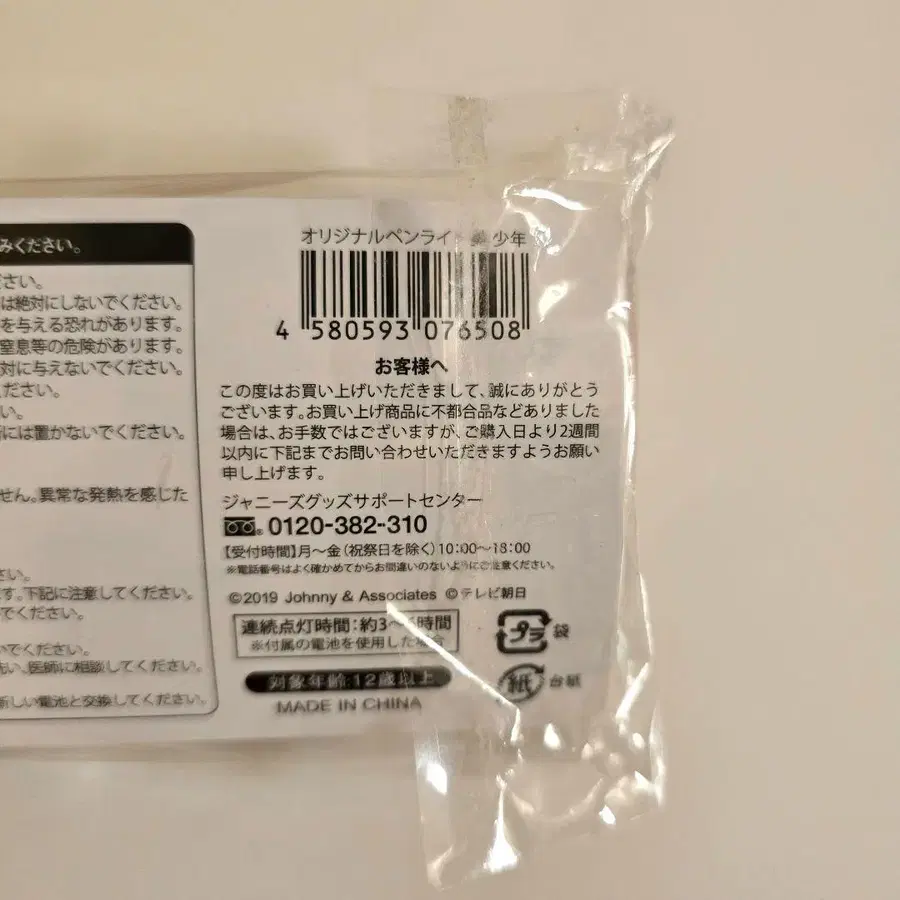 みください。
ださい。
は絶対にしないでください。
を与える恐れがあります。
窒息等の危険があります。
対に与えないでください。
ださい。
い。
には置かないでください。
せん。異常な発熱を感じた
さい。
す。下記に注意してください。
でください。
いでください。
洗い、医師に相談してください。
新しい電池と交換してください。
オリジナルペンライ 少年
4 580593 076508
お客様へ
この度はお買い上げいただきまして、誠にありがとう
ございます。お買い上げ商品に不都合品などありました
場合は、お手数ではございますが、ご購入日より2週間
以内に下記までお問い合わせいただきますようお願い
申し上げます。
ジャニーズグッズサポートセンター
0120-382-310
【受付時間】月〜金（祝祭日を除く）10:00〜18:00
※電話番号はよく確かめてからお間違いのないようにご注意ください。
©2019 Johnny & Associates ©テレビ朝日
連続点灯時間：約3〜5時間
※付属の電池を使用した場合
対象年齢:12歳以上
MADE IN CHINA
プラ 袋
紙 台紙